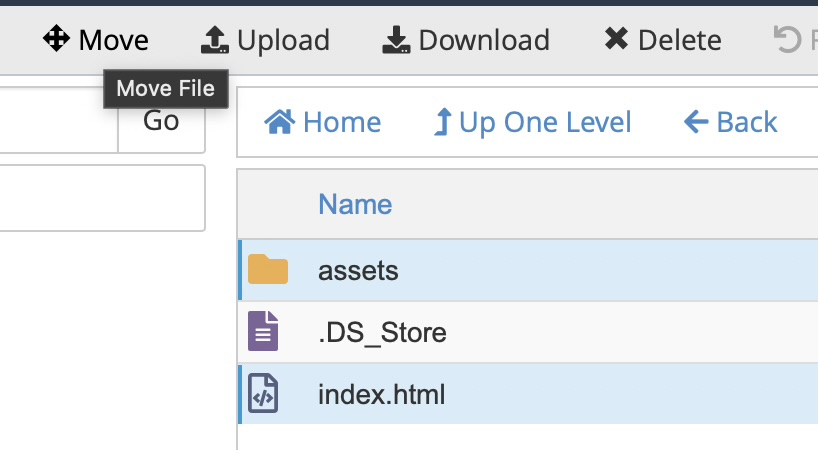 Move Upload Download Delete
Move File
Go Home Up One Level Back
Name
assets
.DS_Store
index.html